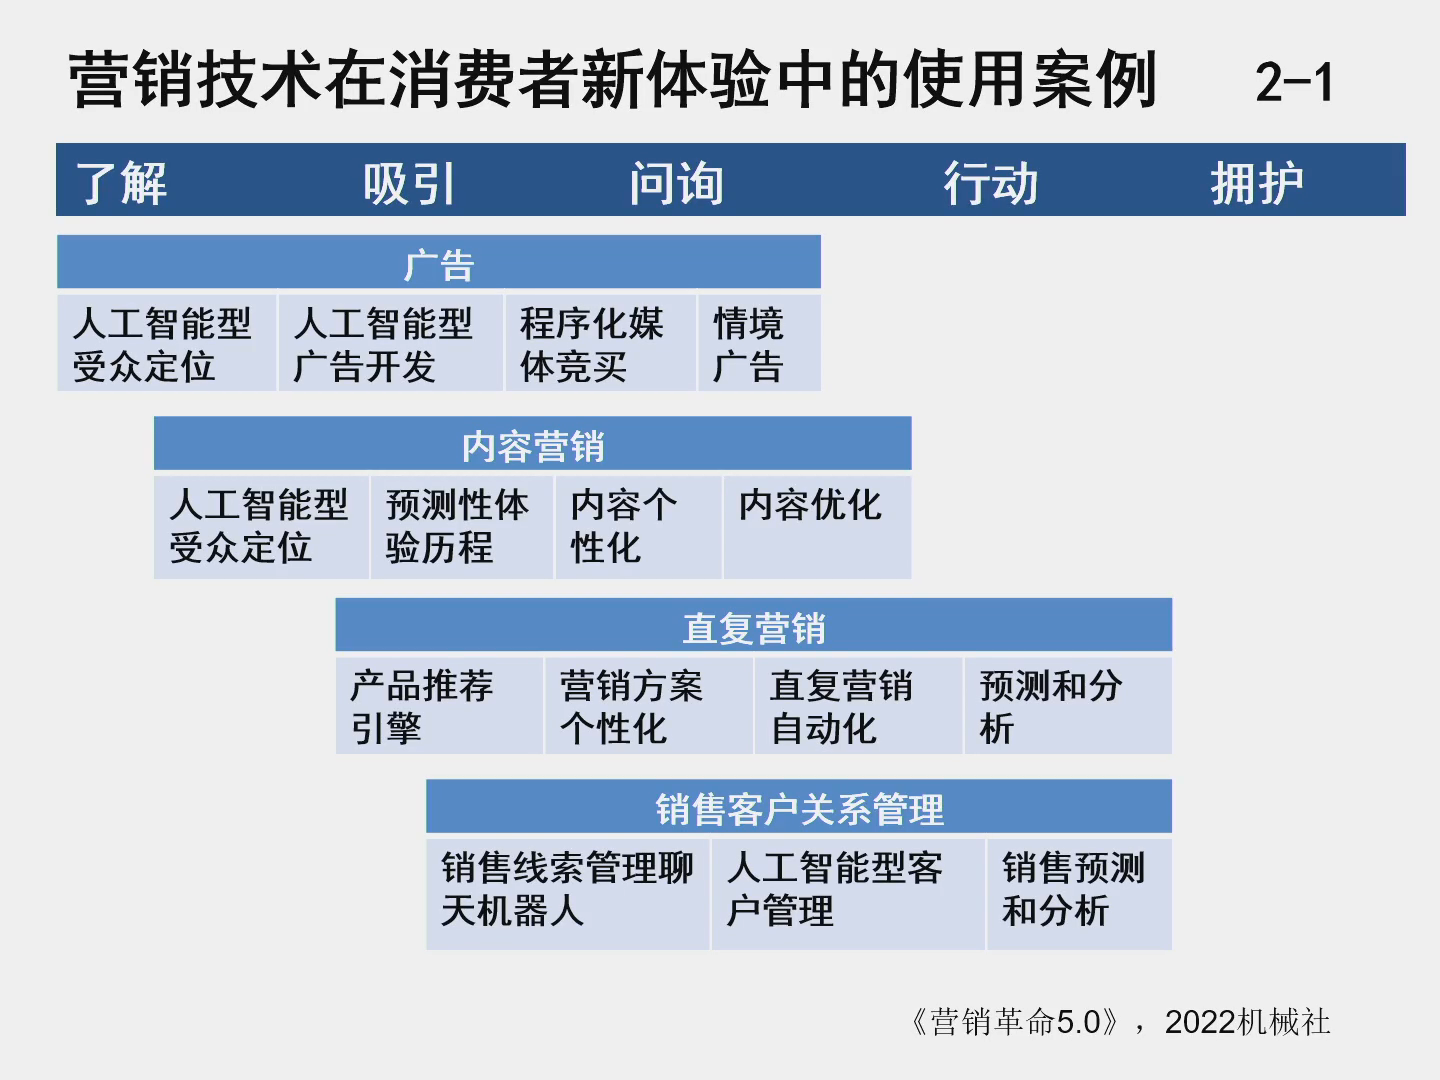 营销技术在消费者新体验中的使用案例 2-1
了解 吸引 问询 行动 拥护
广告
人工智能型 人工智能型 程序化媒 情境
受众定位 广告开发 体竞买 广告
内容营销
人工智能型 预测性体 内容个 内容优化
受众定位 验历程 性化
直复营销
产品推荐 营销方案 直复营销 预测和分
引擎 个性化 自动化 析
销售客户关系管理
销售线索管理聊 人工智能型客 销售预测
天机器人 户管理 和分析
《营销革命5.0》，2022机械社